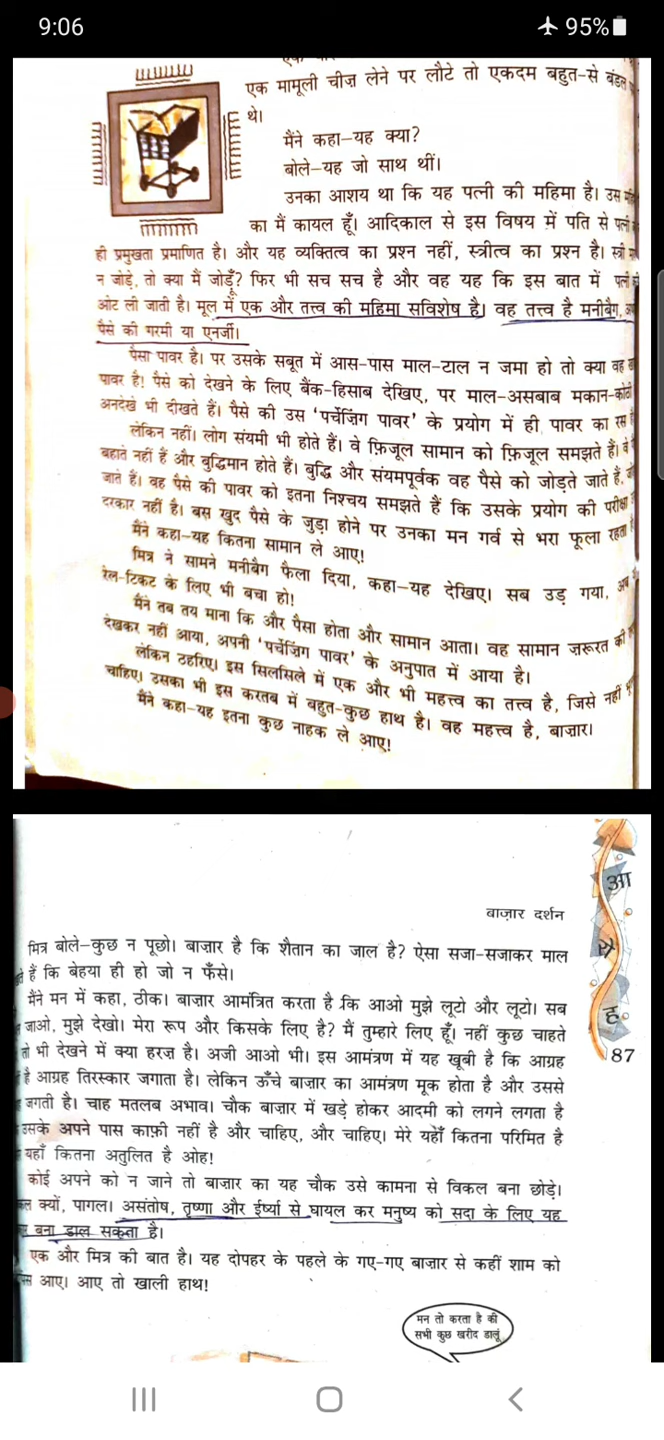 9:06
95%
एक मामूली चीज़ लेने पर लौटे तो एकदम बहुत-से बंडल
थे।
मैंने कहा–यह क्या?
बोले–यह जो साथ थीं।
उनका आशय था कि यह पत्नी की महिमा है। उस
का मैं कायल हूँ। आदिकाल से इस विषय में पति से पत्नी
ही प्रमुखता प्रमाणित है। और यह व्यक्तित्व का प्रश्न नहीं, स्त्रीत्व का प्रश्न है। स्त्री
न जोड़े, तो क्या मैं जोड़ूँ? फिर भी सच सच है और वह यह कि इस बात में पत्नी
ओट ली जाती है। मूल में एक और तत्त्व की महिमा सविशेष है। वह तत्त्व है मनीबैग,
पैसे की गरमी या एनर्जी।
पैसा पावर है। पर उसके सबूत में आस-पास माल-टाल न जमा हो तो क्या वह
पावर है! पैसे को देखने के लिए बैंक-हिसाब देखिए, पर माल-असबाब मकान-कोठी
अनदेखे भी दीखते हैं। पैसे की उस 'पर्चेज़िंग पावर' के प्रयोग में ही पावर का रस
लेकिन नहीं। लोग संयमी भी होते हैं। वे फ़िजूल सामान को फ़िजूल समझते हैं। वे
बहाते नहीं हैं और बुद्धिमान होते हैं। बुद्धि और संयमपूर्वक वह पैसे को जोड़ते जाते हैं,
जाते हैं। वह पैसे की पावर को इतना निश्चय समझते हैं कि उसके प्रयोग की परीक्षा
दरकार नहीं है। बस खुद पैसे के जुड़ा होने पर उनका मन गर्व से भरा फूला रहता
मैंने कहा–यह कितना सामान ले आए!
मित्र ने सामने मनीबैग फैला दिया, कहा–यह देखिए। सब उड़ गया, अब
रेल-टिकट के लिए भी बचा हो!
मैंने तब तय माना कि और पैसा होता और सामान आता। वह सामान ज़रूरत की
देखकर नहीं आया, अपनी 'पर्चेज़िंग पावर' के अनुपात में आया है।
लेकिन ठहरिए। इस सिलसिले में एक और भी महत्त्व का तत्त्व है, जिसे नहीं
चाहिए। उसका भी इस करतब में बहुत-कुछ हाथ है। वह महत्त्व है, बाज़ार।
मैंने कहा–यह इतना कुछ नाहक ले आए!
बाज़ार दर्शन
आ
रो
ह
87
मित्र बोले–कुछ न पूछो। बाज़ार है कि शैतान का जाल है? ऐसा सजा-सजाकर माल
हैं कि बेहया ही हो जो न फँसे।
मैंने मन में कहा, ठीक। बाज़ार आमंत्रित करता है कि आओ मुझे लूटो और लूटो। सब
जाओ, मुझे देखो। मेरा रूप और किसके लिए है? मैं तुम्हारे लिए हूँ। नहीं कुछ चाहते
तो भी देखने में क्या हरज़ है। अजी आओ भी। इस आमंत्रण में यह खूबी है कि आग्रह
है आग्रह तिरस्कार जगाता है। लेकिन ऊँचे बाज़ार का आमंत्रण मूक होता है और उससे
जगती है। चाह मतलब अभाव। चौक बाज़ार में खड़े होकर आदमी को लगने लगता है
उसके अपने पास काफ़ी नहीं है और चाहिए, और चाहिए। मेरे यहाँ कितना परिमित है
यहाँ कितना अतुलित है ओह!
कोई अपने को न जाने तो बाज़ार का यह चौक उसे कामना से विकल बना छोड़े।
क्यों, पागल। असंतोष, तृष्णा और ईर्ष्या से घायल कर मनुष्य को सदा के लिए यह
बना डाल सकता है।
एक और मित्र की बात है। यह दोपहर के पहले के गए-गए बाज़ार से कहीं शाम को
आए। आए तो खाली हाथ!
मन तो करता है की
सभी कुछ खरीद डालूं